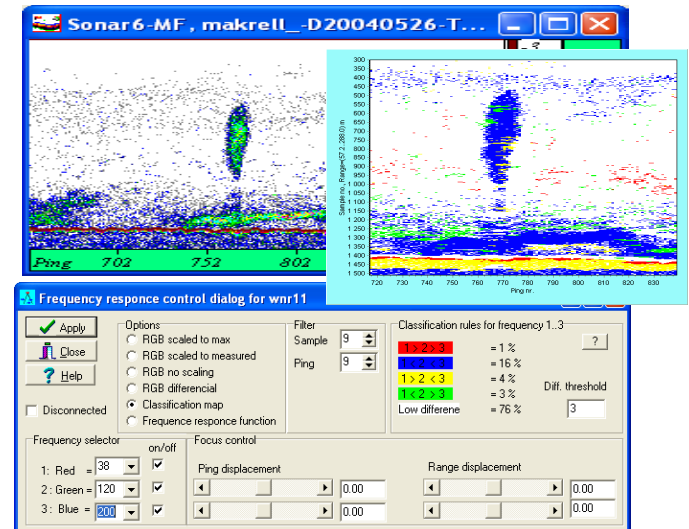 Sonar6-MF, makrell_-D20040526-T...
Ping 702 752 802
300
350
400
450
500
550
600
650
700
750
800
850
900
950
1 000
1 050
1 100
1 150
1 200
1 250
1 300
1 350
1 400
1 450
1 500
720 730 740 750 760 770 780 790 800 810 820 830
Ping nr.
Frequency responce control dialog for wnr11
Apply
Close
Help
Disconnected
Options
RGB scaled to max
RGB scaled to measured
RGB no scaling
RGB differencial
Classification map
Frequence responce function
Filter
Sample 9
Ping 9
Classification rules for frequency 1..3
?
1 > 2 > 3 = 1 %
= 16 %
1 > 2 < 3 = 4 %
1 < 2 > 3 = 3 %
Low differene = 76 %
Diff. threshold
3
Frequency selector
on/off
1: Red = 38
2 : Green = 120
3 : Blue = 200
Focus control
Ping displacement
0.00
0.00
Range displacement
0.00
0.00